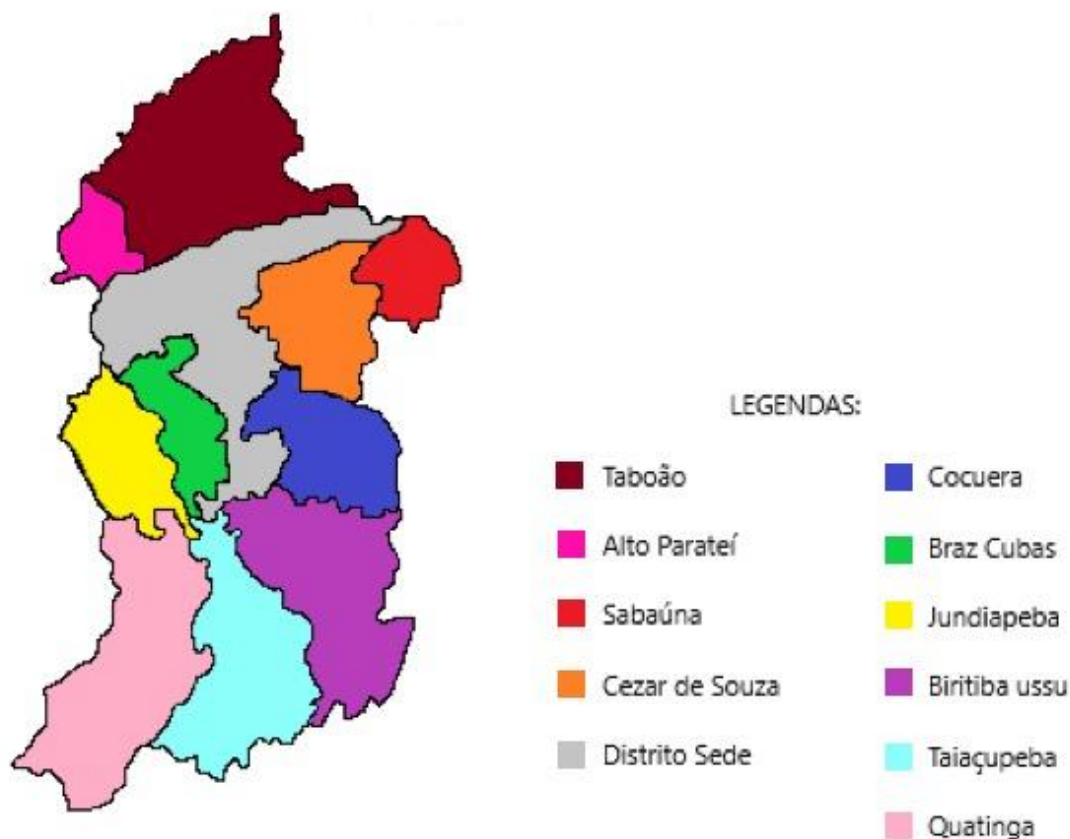 LEGENDAS:
Taboão
Alto Parateí
Sabaúna
Cezar de Souza
Distrito Sede
Cocuera
Braz Cubas
Jundiapeba
Biritiba ussu
Taiaçupeba
Quatinga